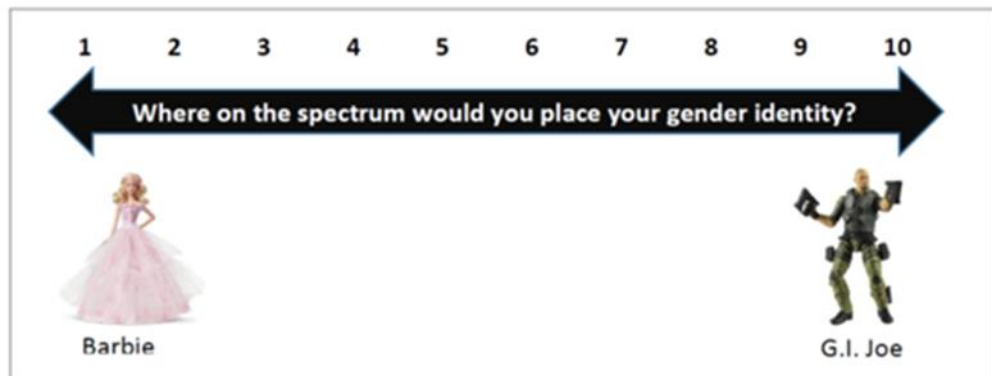 1 2 3 4 5 6 7 8 9 10
Where on the spectrum would you place your gender identity?
Barbie
G.I. Joe